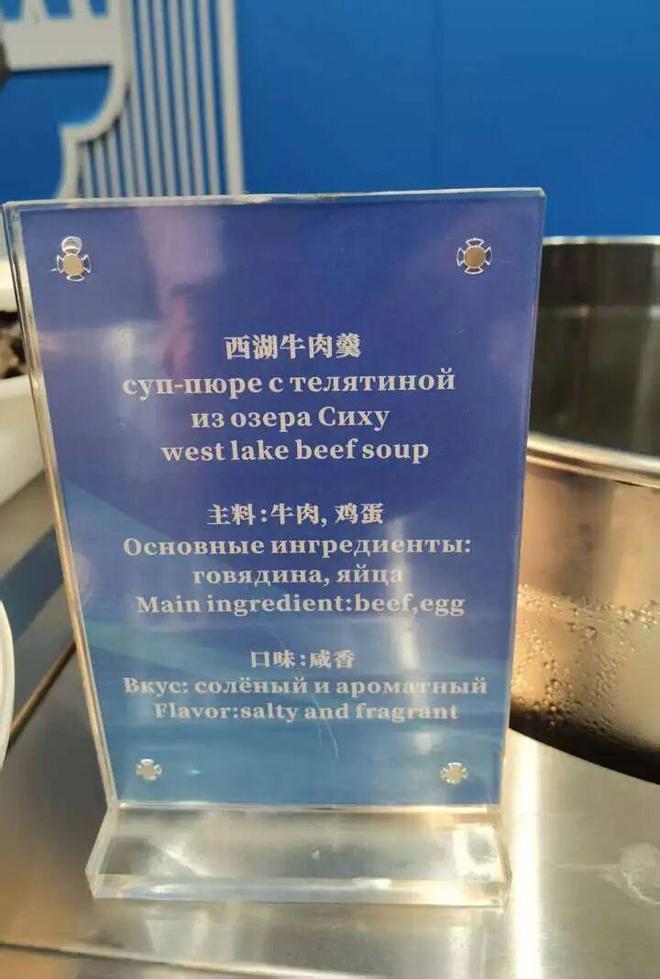 西湖牛肉羹
суп-пюре с телятиной
из озера Сиху
west lake beef soup
主料:牛肉, 鸡蛋
Основные ингредиенты:
говядина, яйца
Main ingredient:beef,egg
口味:咸香
Вкус: солёный и ароматный
Flavor:salty and fragrant